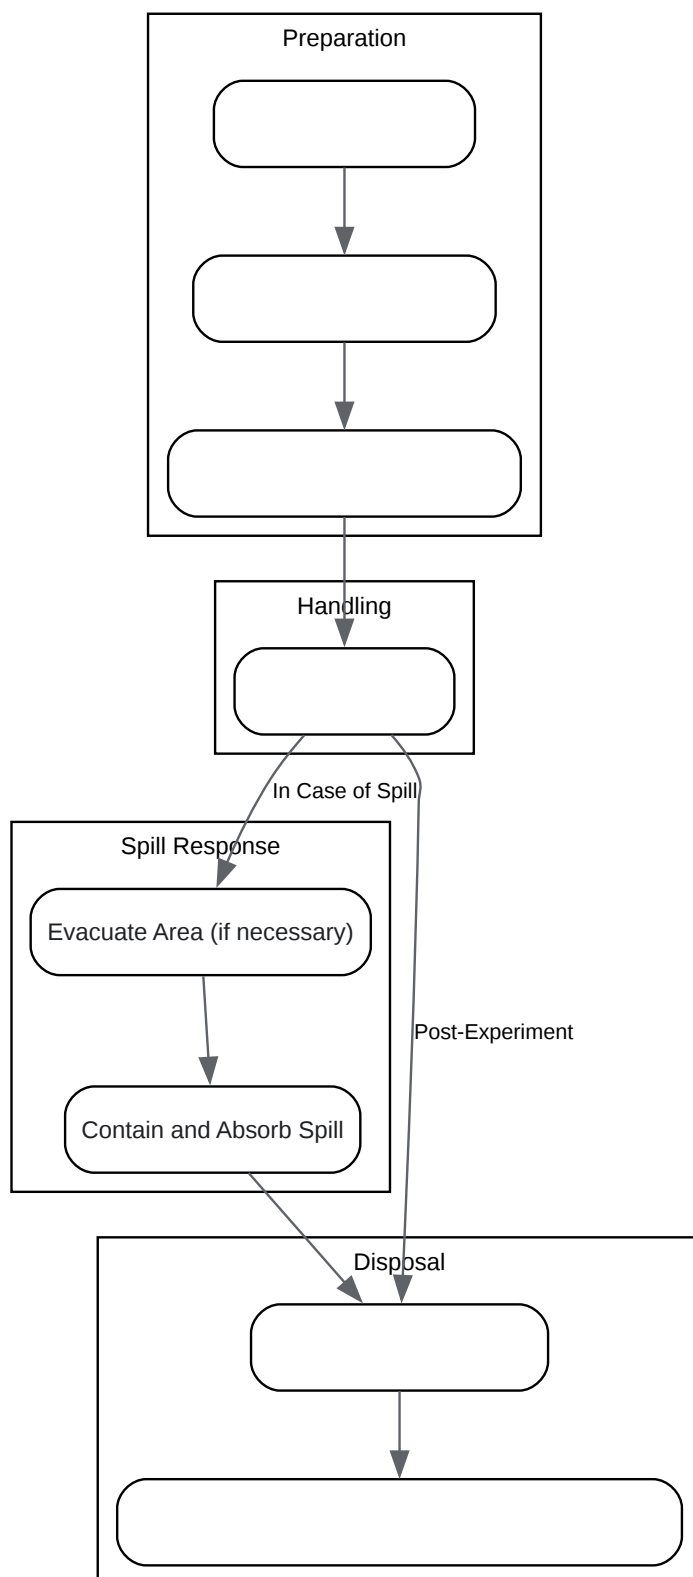 Preparation
Handling
In Case of Spill
Spill Response
Evacuate Area (if necessary)
Post-Experiment
Contain and Absorb Spill
Disposal